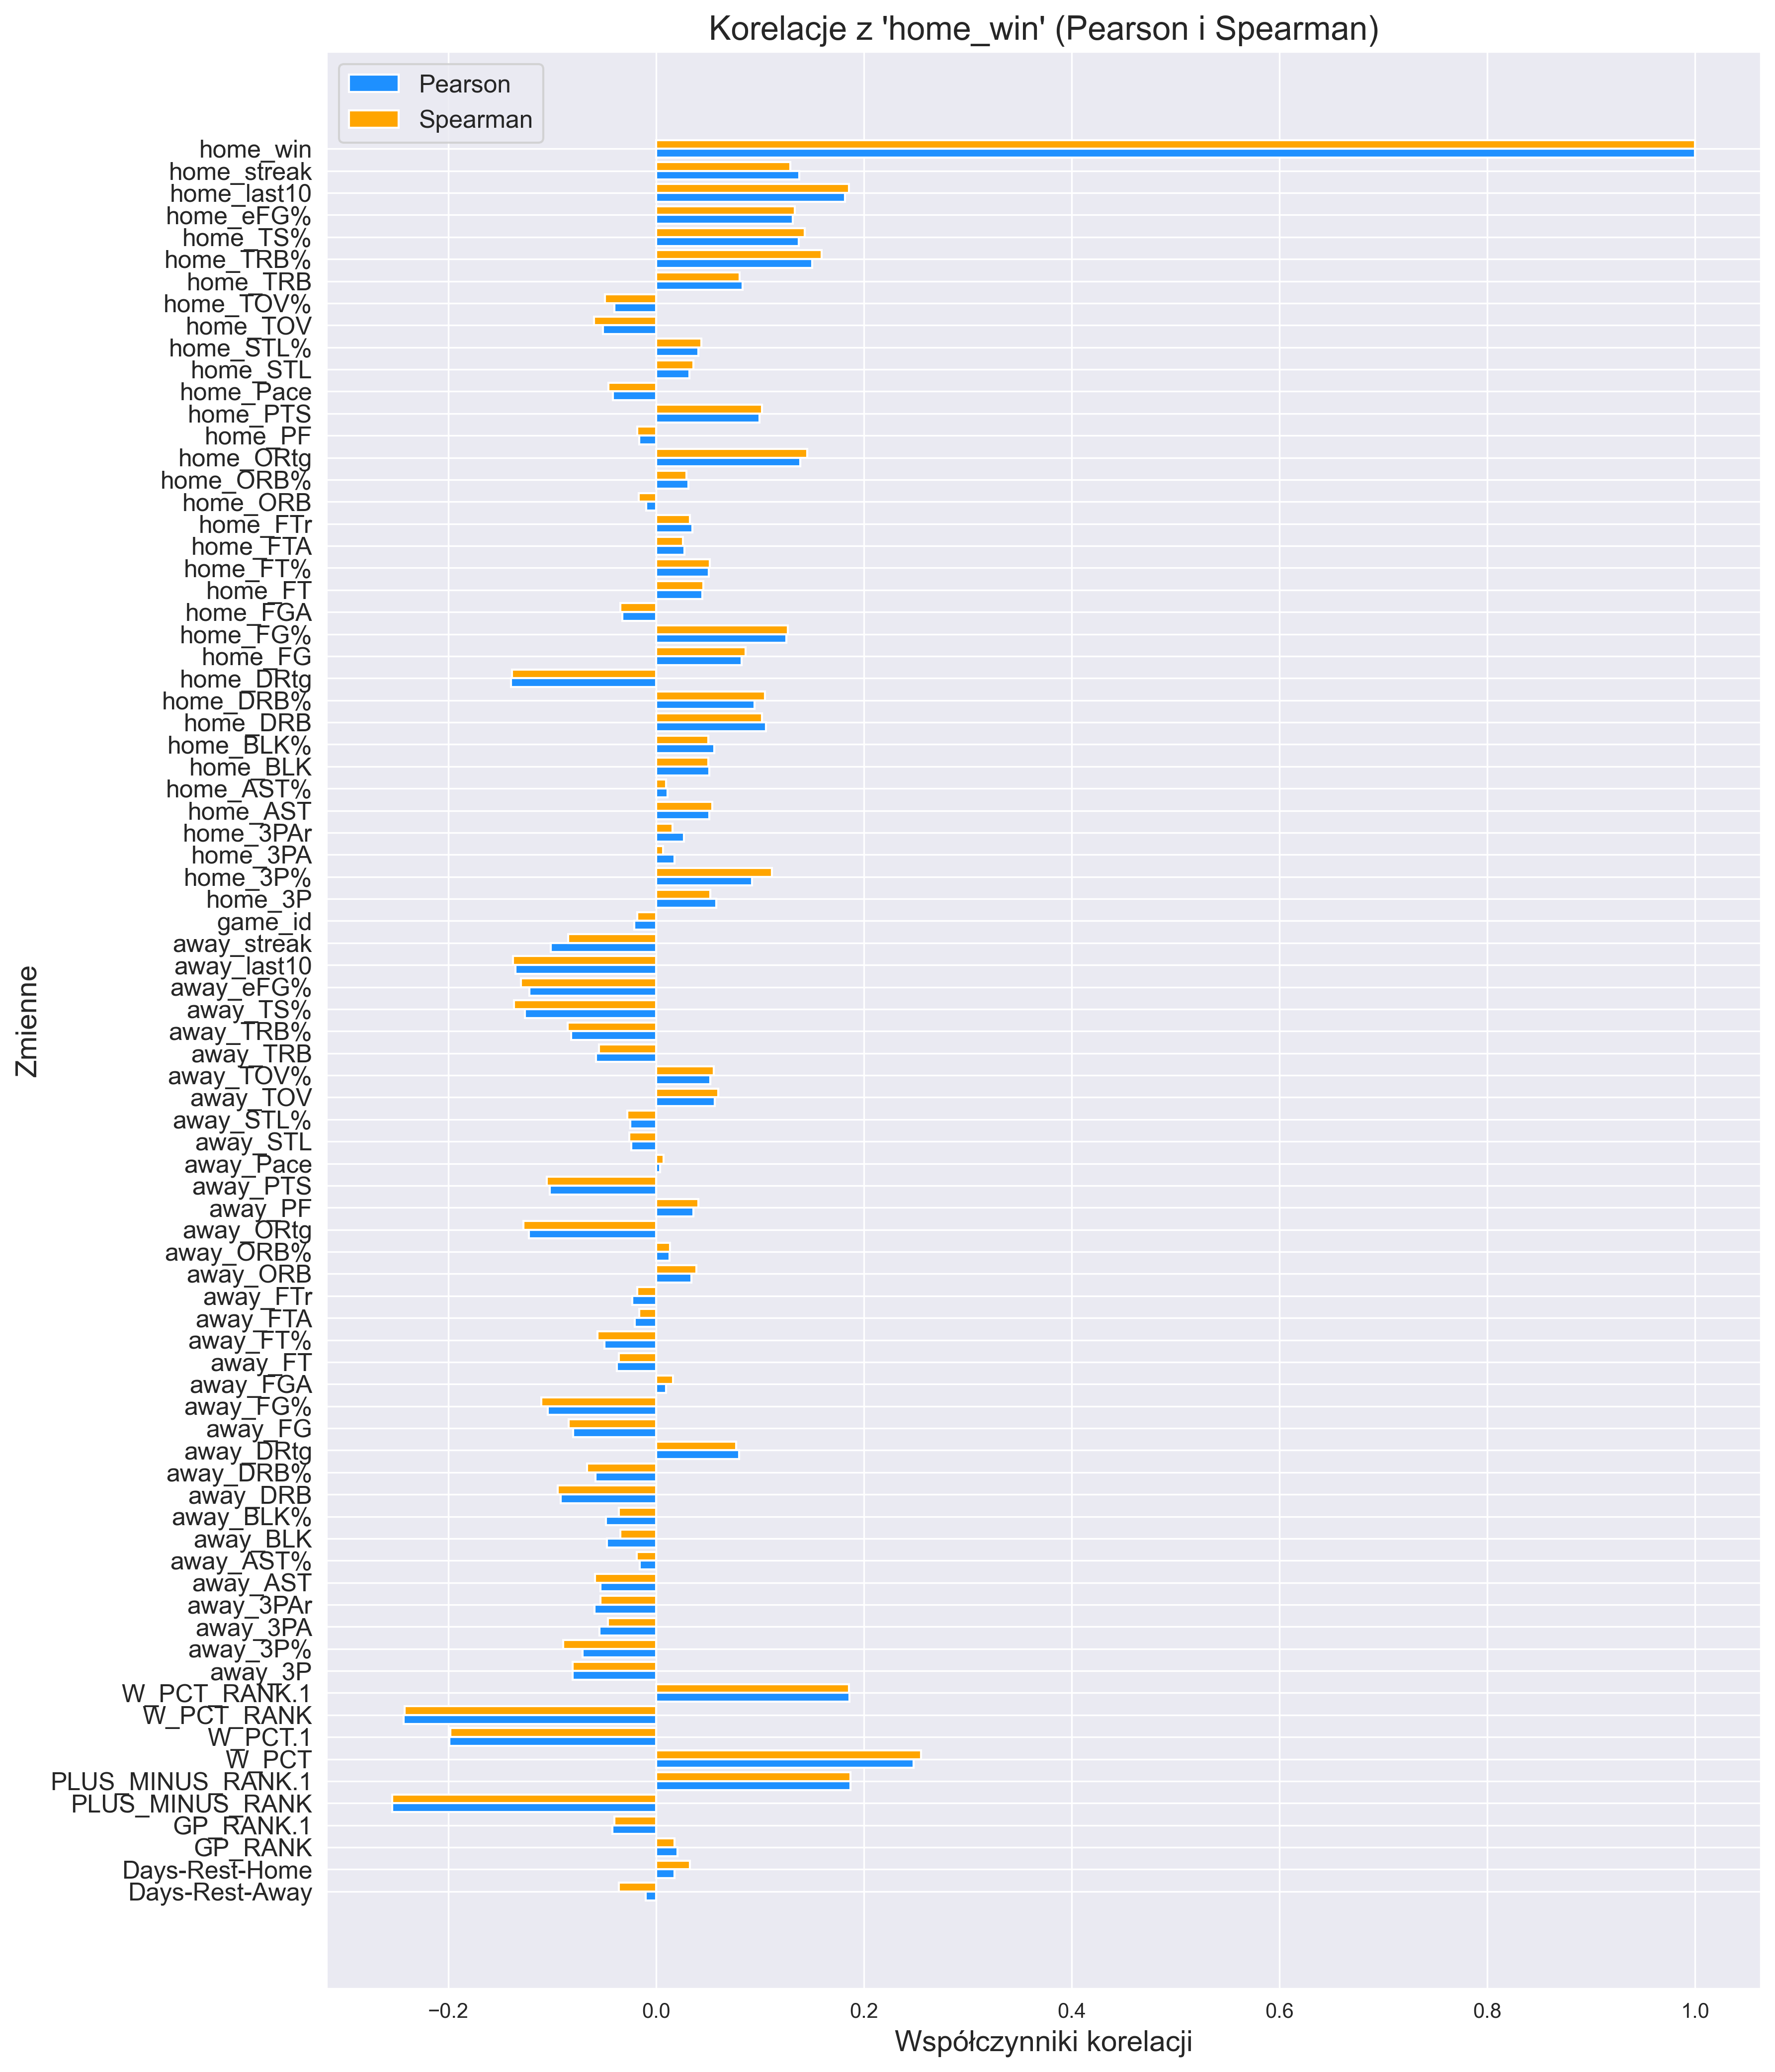 Korelacje z 'home_win' (Pearson i Spearman)
Pearson
Spearman
home_win
home_streak
home_last10
home_eFG%
home_TS%
home_TRB%
home_TRB
home_TOV%
home_TOV
home_STL%
home_STL
home_Pace
home_PTS
home_PF
home_ORtg
home_ORB%
home_ORB
home_FTr
home_FTA
home_FT%
home_FT
home_FGA
home_FG%
home_FG
home_DRtg
home_DRB%
home_DRB
home_BLK%
home_BLK
home_AST%
home_AST
home_3PAr
home_3PA
home_3P%
home_3P
game_id
away_streak
away_last10
away_eFG%
away_TS%
away_TRB%
away_TRB
away_TOV%
away_TOV
away_STL%
away_STL
away_Pace
away_PTS
away_PF
away_ORtg
away_ORB%
away_ORB
away_FTr
away_FTA
away_FT%
away_FT
away_FGA
away_FG%
away_FG
away_DRtg
away_DRB%
away_DRB
away_BLK%
away_BLK
away_AST%
away_AST
away_3PAr
away_3PA
away_3P%
away_3P
W_PCT_RANK.1
W_PCT_RANK
W_PCT.1
W_PCT
PLUS_MINUS_RANK.1
PLUS_MINUS_RANK
GP_RANK.1
GP_RANK
Days-Rest-Home
Days-Rest-Away
Zmienne
−0.2 0.0 0.2 0.4 0.6 0.8 1.0
Współczynniki korelacji